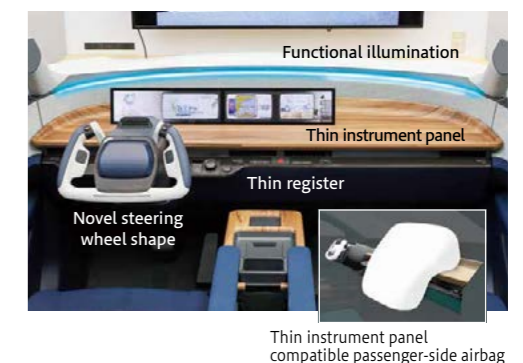 Functional illumination
Thin instrument panel
Thin register
Novel steering
wheel shape
Thin instrument panel
compatible passenger-side airbag